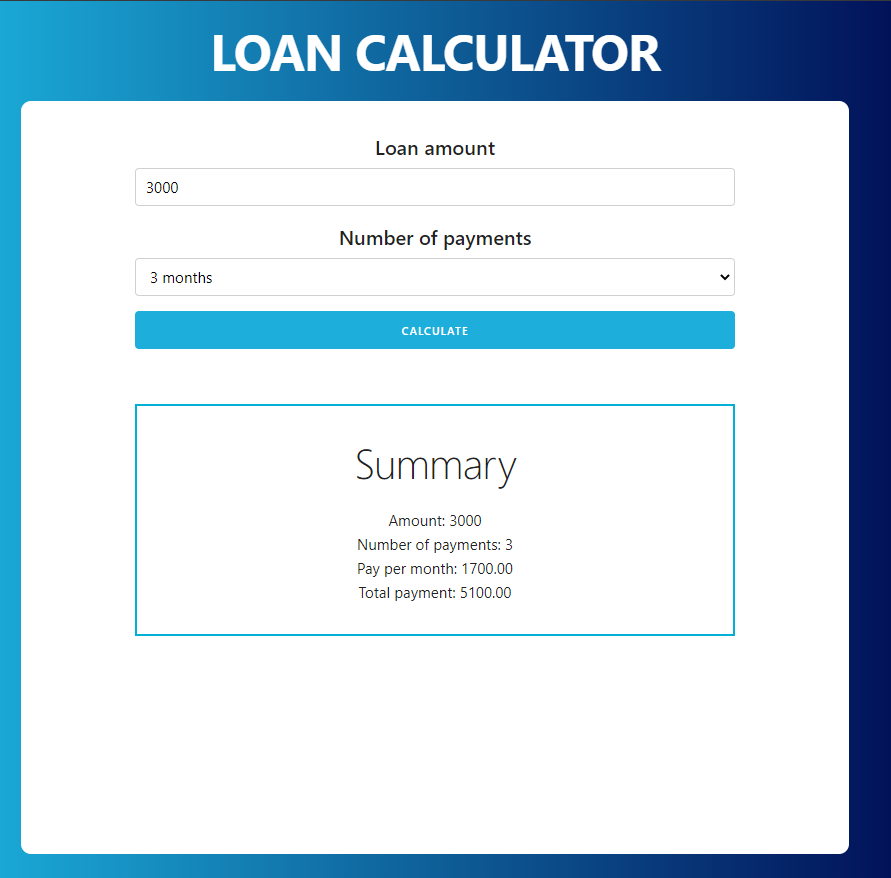 LOAN CALCULATOR
Loan amount
3000
Number of payments
3 months
CALCULATE
Summary
Amount: 3000
Number of payments: 3
Pay per month: 1700.00
Total payment: 5100.00